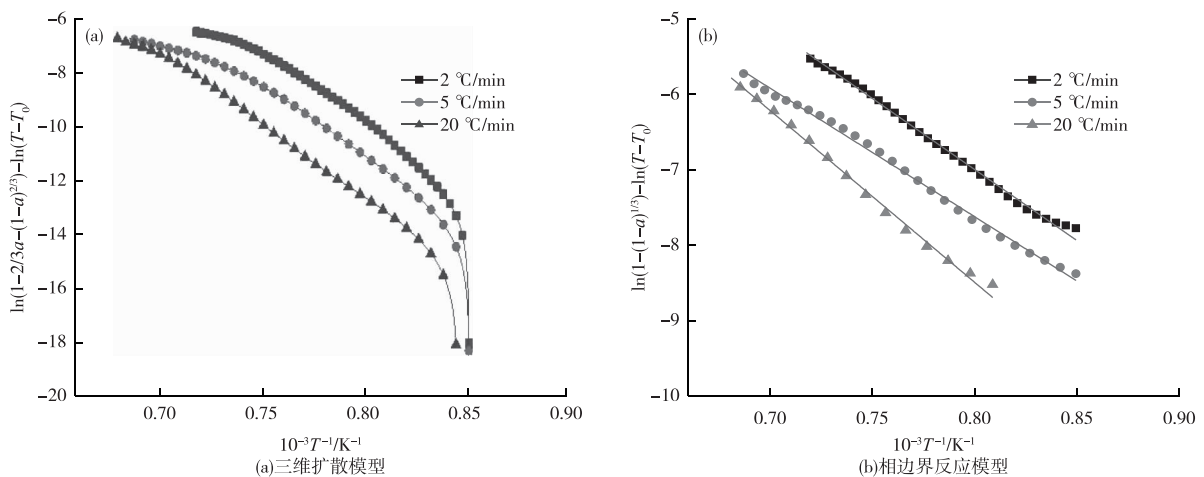 −6
−8
−10
−12
−14
−16
−18
−20
ln(1−2/3a−(1−a)^{2/3})−ln(T−T_0)
(a)
2 ℃/min
5 ℃/min
20 ℃/min
0.70 0.75 0.80 0.85 0.90
10^{−3}T^{−1}/K^{−1}
(a)三维扩散模型
−5
−6
−7
−8
−9
−10
ln(1−(1−a)^{1/3})−ln(T−T_0)
(b)
2 ℃/min
5 ℃/min
20 ℃/min
0.70 0.75 0.80 0.85 0.90
10^{−3}T^{−1}/K^{−1}
(b)相边界反应模型